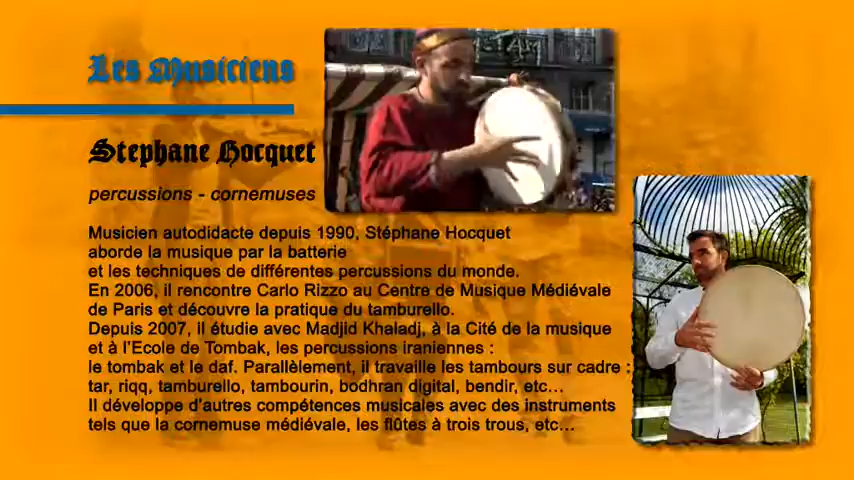 Les Musiciens
Stephane Hocquet
percussions - cornemuses
Musicien autodidacte depuis 1990, Stéphane Hocquet
aborde la musique par la batterie
et les techniques de différentes percussions du monde.
En 2006, il rencontre Carlo Rizzo au Centre de Musique Médiévale
de Paris et découvre la pratique du tamburello.
Depuis 2007, il étudie avec Madjid Khaladj, à la Cité de la musique
et à l'Ecole de Tombak, les percussions iraniennes :
le tombak et le daf. Parallèlement, il travaille les tambours sur cadre :
tar, riqq, tamburello, tambourin, bodhran digital, bendir, etc...
Il développe d'autres compétences musicales avec des instruments
tels que la cornemuse médiévale, les flûtes à trois trous, etc...